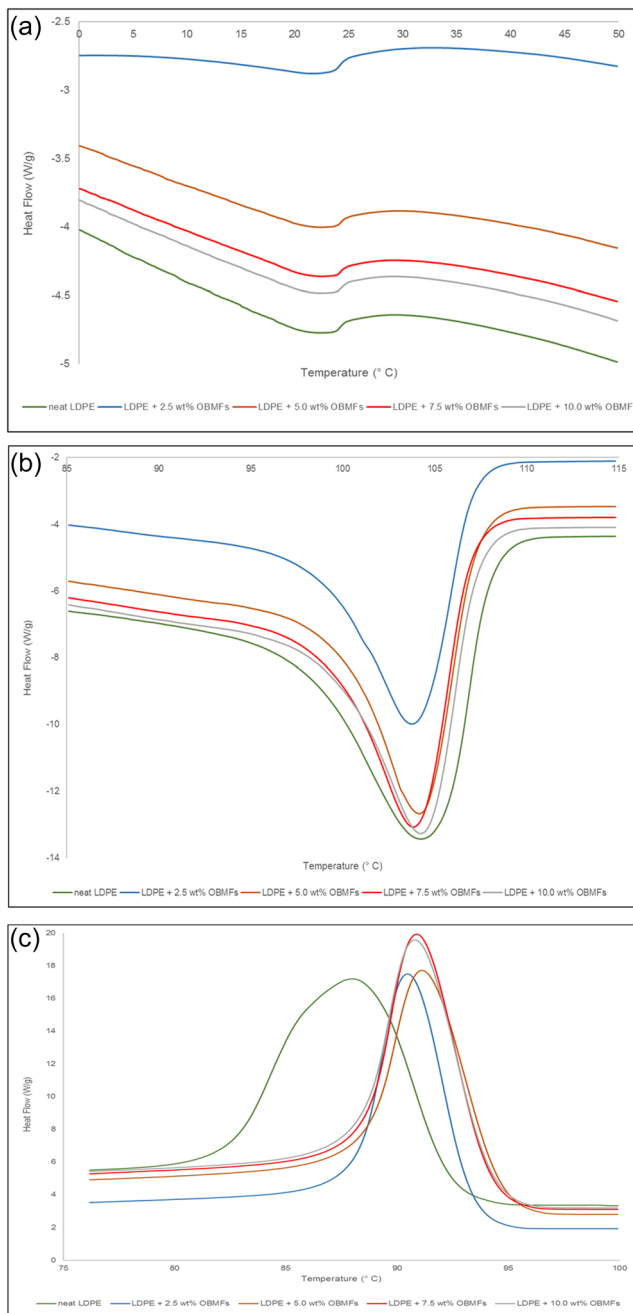 (a)
-2.5
0 5 10 15 20 25 30 35 40 45 50
-3
-3.5
-4
-4.5
-5
Heat Flow (W/g)
Temperature (° C)
neat LDPE LDPE + 2.5 wt% OBMFs LDPE + 5.0 wt% OBMFs LDPE + 7.5 wt% OBMFs LDPE + 10.0 wt% OBMFs
(b)
-2
85 90 95 100 105 110 115
-4
-6
-8
-10
-12
-14
Heat Flow (W/g)
Temperature (° C)
neat LDPE LDPE + 2.5 wt% OBMFs LDPE + 5.0 wt% OBMFs LDPE + 7.5 wt% OBMFs LDPE + 10.0 wt% OBMFs
(c)
20
18
16
14
12
10
8
6
4
2
0
Heat Flow (W/g)
75 80 85 90 95 100
Temperature (° C)
neat LDPE LDPE + 2.5 wt% OBMFs LDPE + 5.0 wt% OBMFs LDPE + 7.5 wt% OBMFs LDPE + 10.0 wt% OBMFs